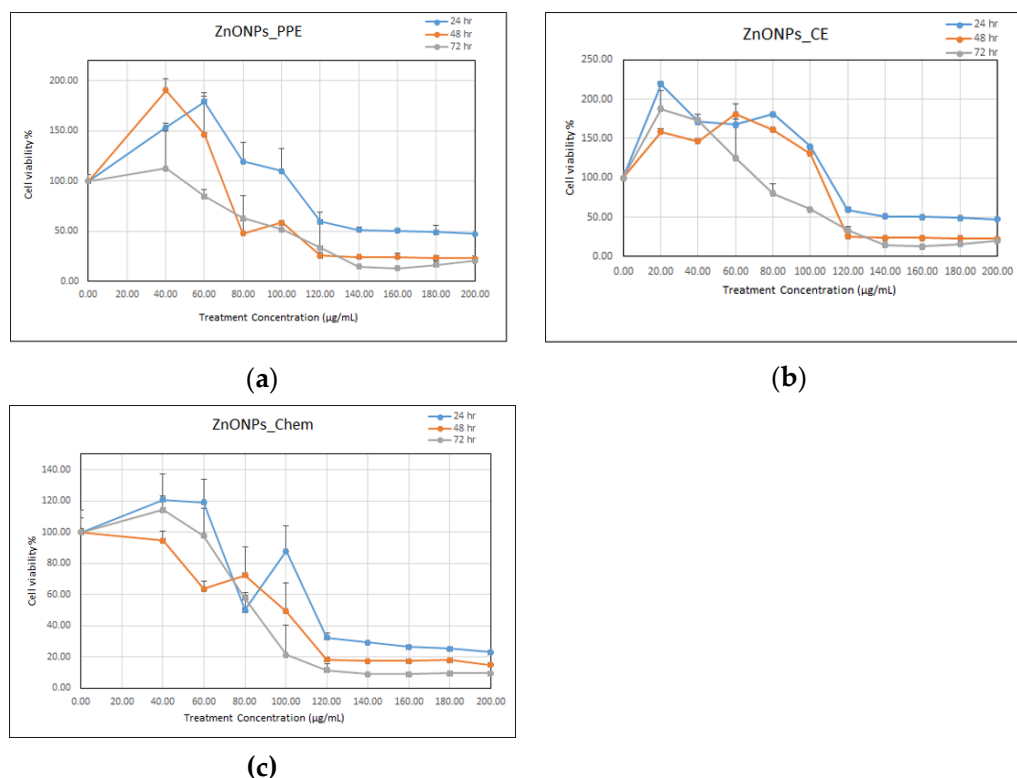 ZnONPs_PPE
24 hr
48 hr
72 hr
200.00
150.00
100.00
50.00
0.00
Cell viability%
0.00 20.00 40.00 60.00 80.00 100.00 120.00 140.00 160.00 180.00 200.00
Treatment Concentration (µg/mL)
(a)
ZnONPs_CE
24 hr
48 hr
72 hr
250.00
200.00
150.00
100.00
50.00
0.00
Cell viability%
0.00 20.00 40.00 60.00 80.00 100.00 120.00 140.00 160.00 180.00 200.00
Treatment Concentration (µg/mL)
(b)
ZnONPs_Chem
24 hr
48 hr
72 hr
140.00
120.00
100.00
80.00
60.00
40.00
20.00
0.00
Cell viability%
0.00 20.00 40.00 60.00 80.00 100.00 120.00 140.00 160.00 180.00 200.00
Treatment Concentration (µg/mL)
(c)